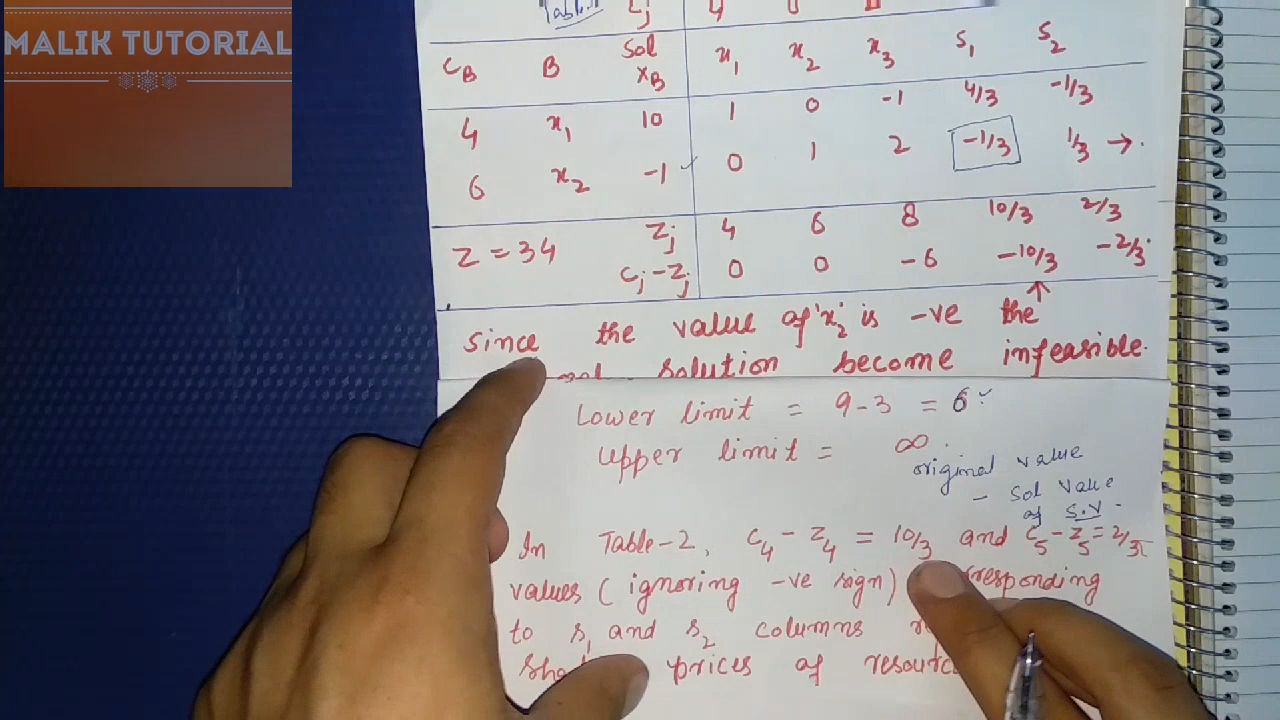 MALIK TUTORIAL
Table
CB B Sol XB x1 x2 x3 S1 S2
4 x1 10 1 0 -1 4/3 -1/3
6 x2 -1 0 1 2 -1/3 1/3 →
Z = 34 Zj 4 6 8 10/3 2/3
Cj-Zj 0 0 -6 -10/3 -2/3
↑
Since the value of 'x2' is -ve the
solution become infeasible.
Lower limit = 9-3 = 6
Upper limit = ∞
original value
- Sol value
of S.V.
In Table-2, C4-Z4 = 10/3 and C5-Z5 = 2/3
values (ignoring -ve sign)
to s1 and s2 columns
prices of